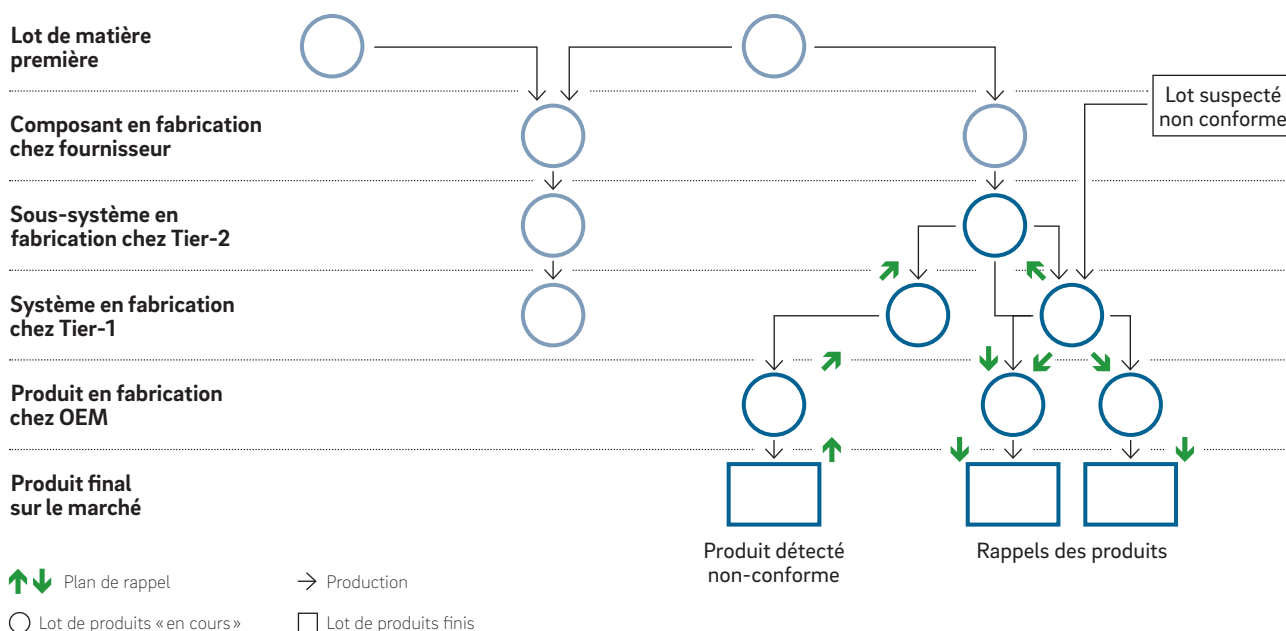 Lot de matière
première
Lot suspecté
non conforme
Composant en fabrication
chez fournisseur
Sous-système en
fabrication chez Tier-2
Système en fabrication
chez Tier-1
Produit en fabrication
chez OEM
Produit final
sur le marché
Produit détecté
non-conforme
Rappels des produits
Plan de rappel
Production
Lot de produits « en cours »
Lot de produits finis